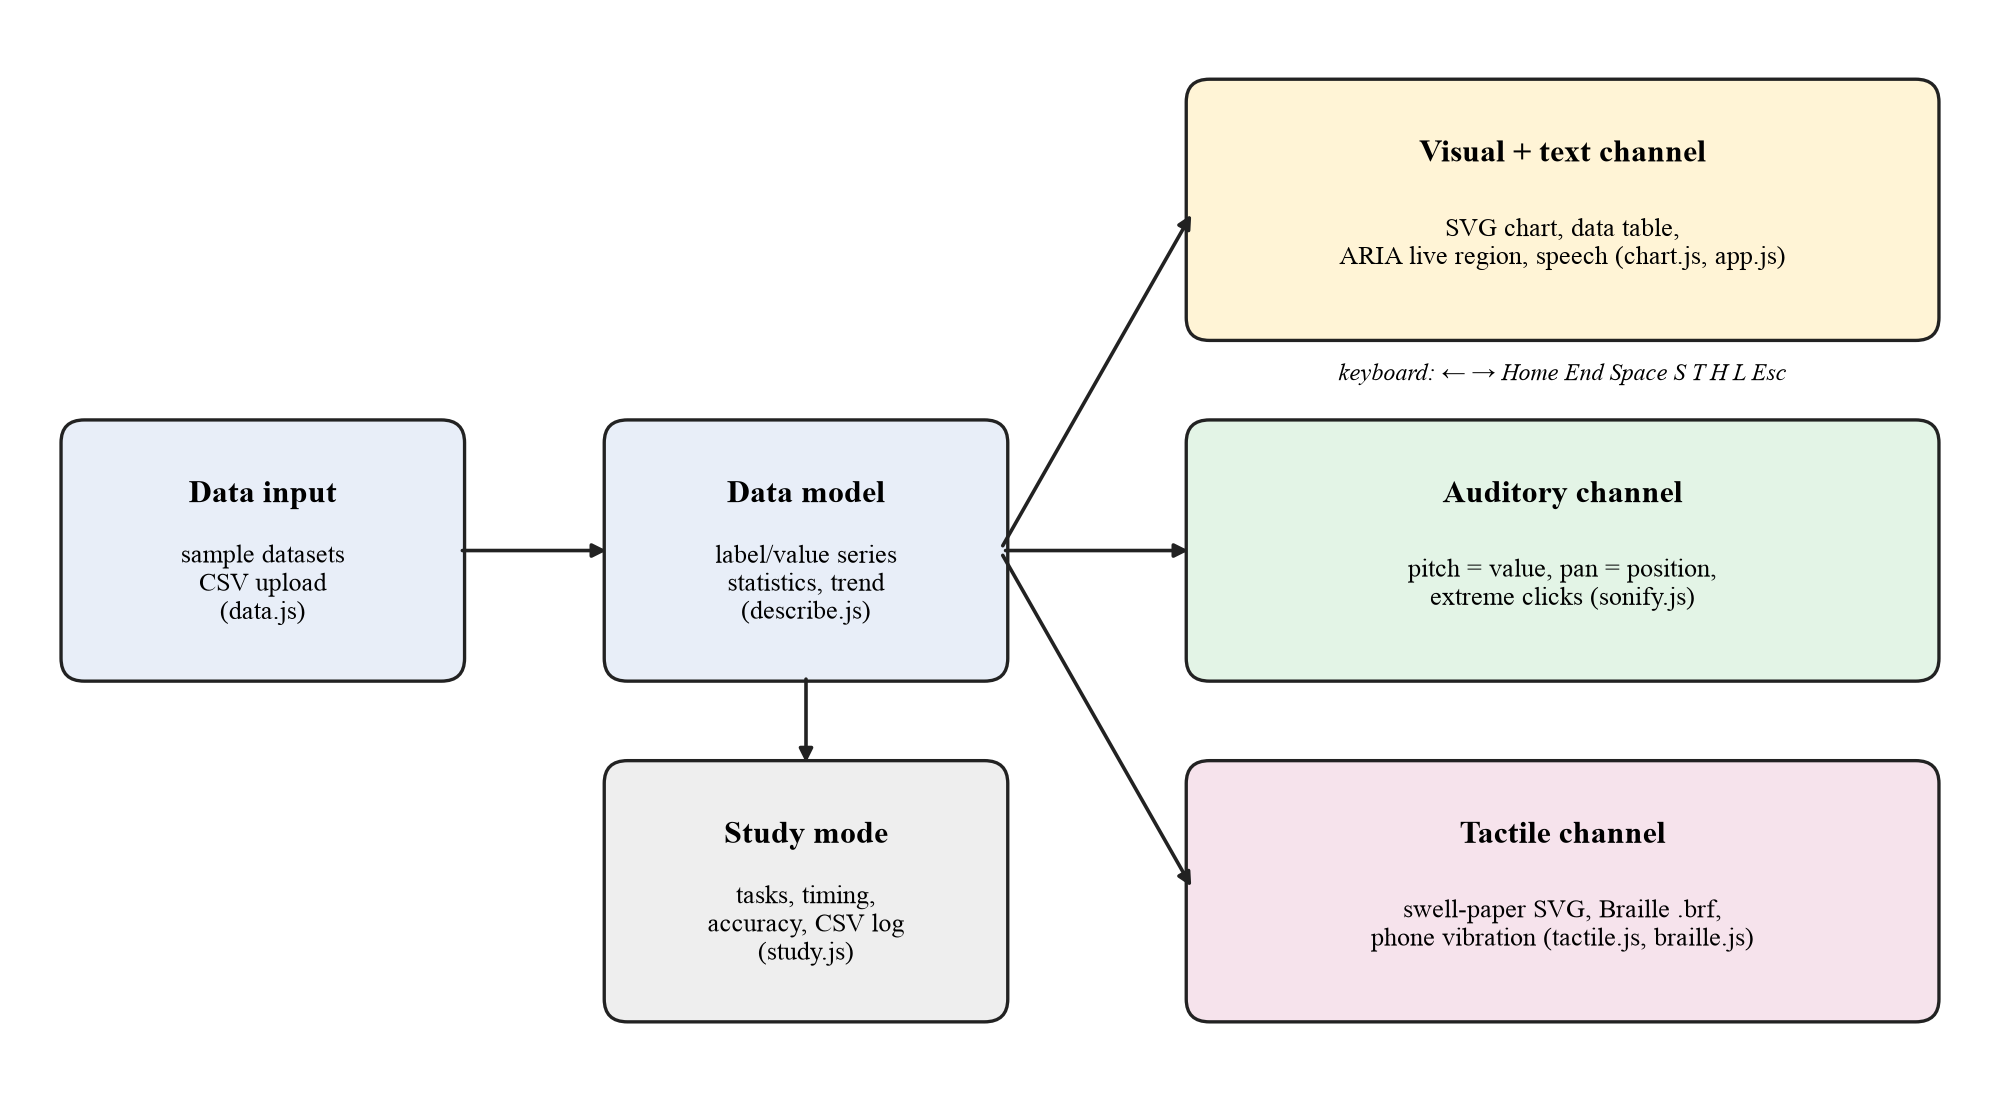 Visual + text channel
SVG chart, data table,
ARIA live region, speech (chart.js, app.js)
keyboard: ← → Home End Space S T H L Esc
Data input
sample datasets
CSV upload
(data.js)
Data model
label/value series
statistics, trend
(describe.js)
Auditory channel
pitch = value, pan = position,
extreme clicks (sonify.js)
Study mode
tasks, timing,
accuracy, CSV log
(study.js)
Tactile channel
swell-paper SVG, Braille .brf,
phone vibration (tactile.js, braille.js)